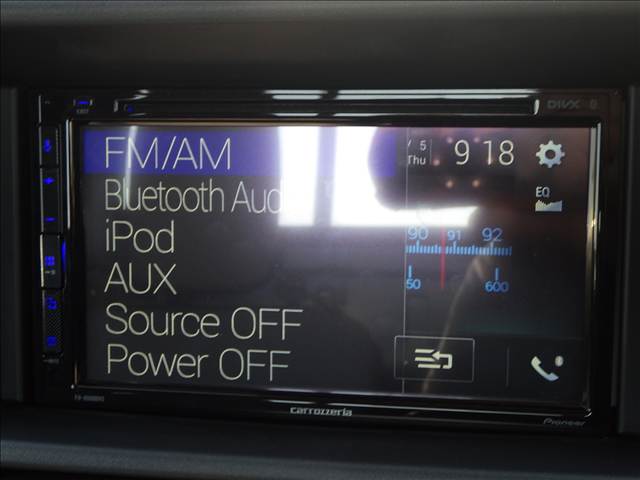 DIVX
FM/AM
Bluetooth Aud
iPod
AUX
Source OFF
Power OFF
5
Thu
9 18
EQ
90 91 92
50 600
carrozzeria
Pioneer